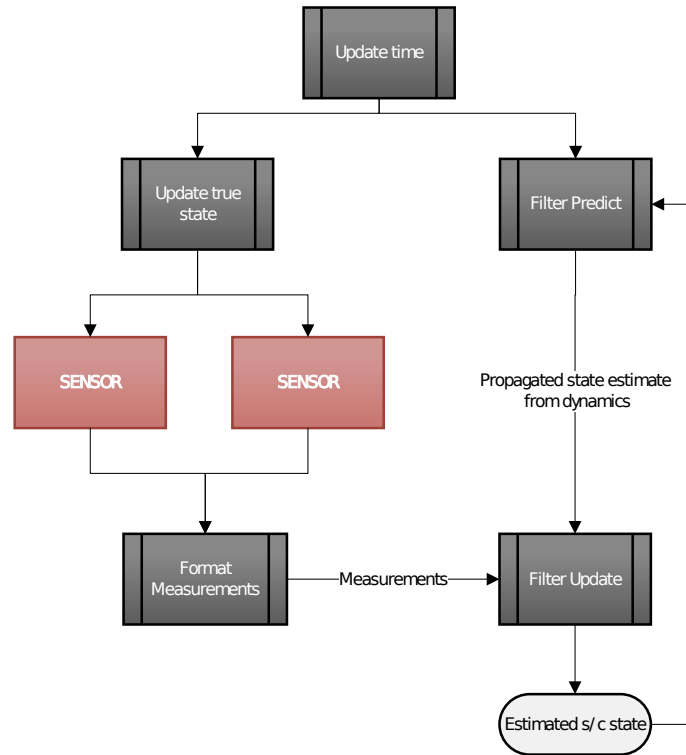 Update time
Update true
state
Filter Predict
SENSOR
SENSOR
Propagated state estimate
from dynamics
Format
Measurements
Measurements
Filter Update
Estimated s/c state